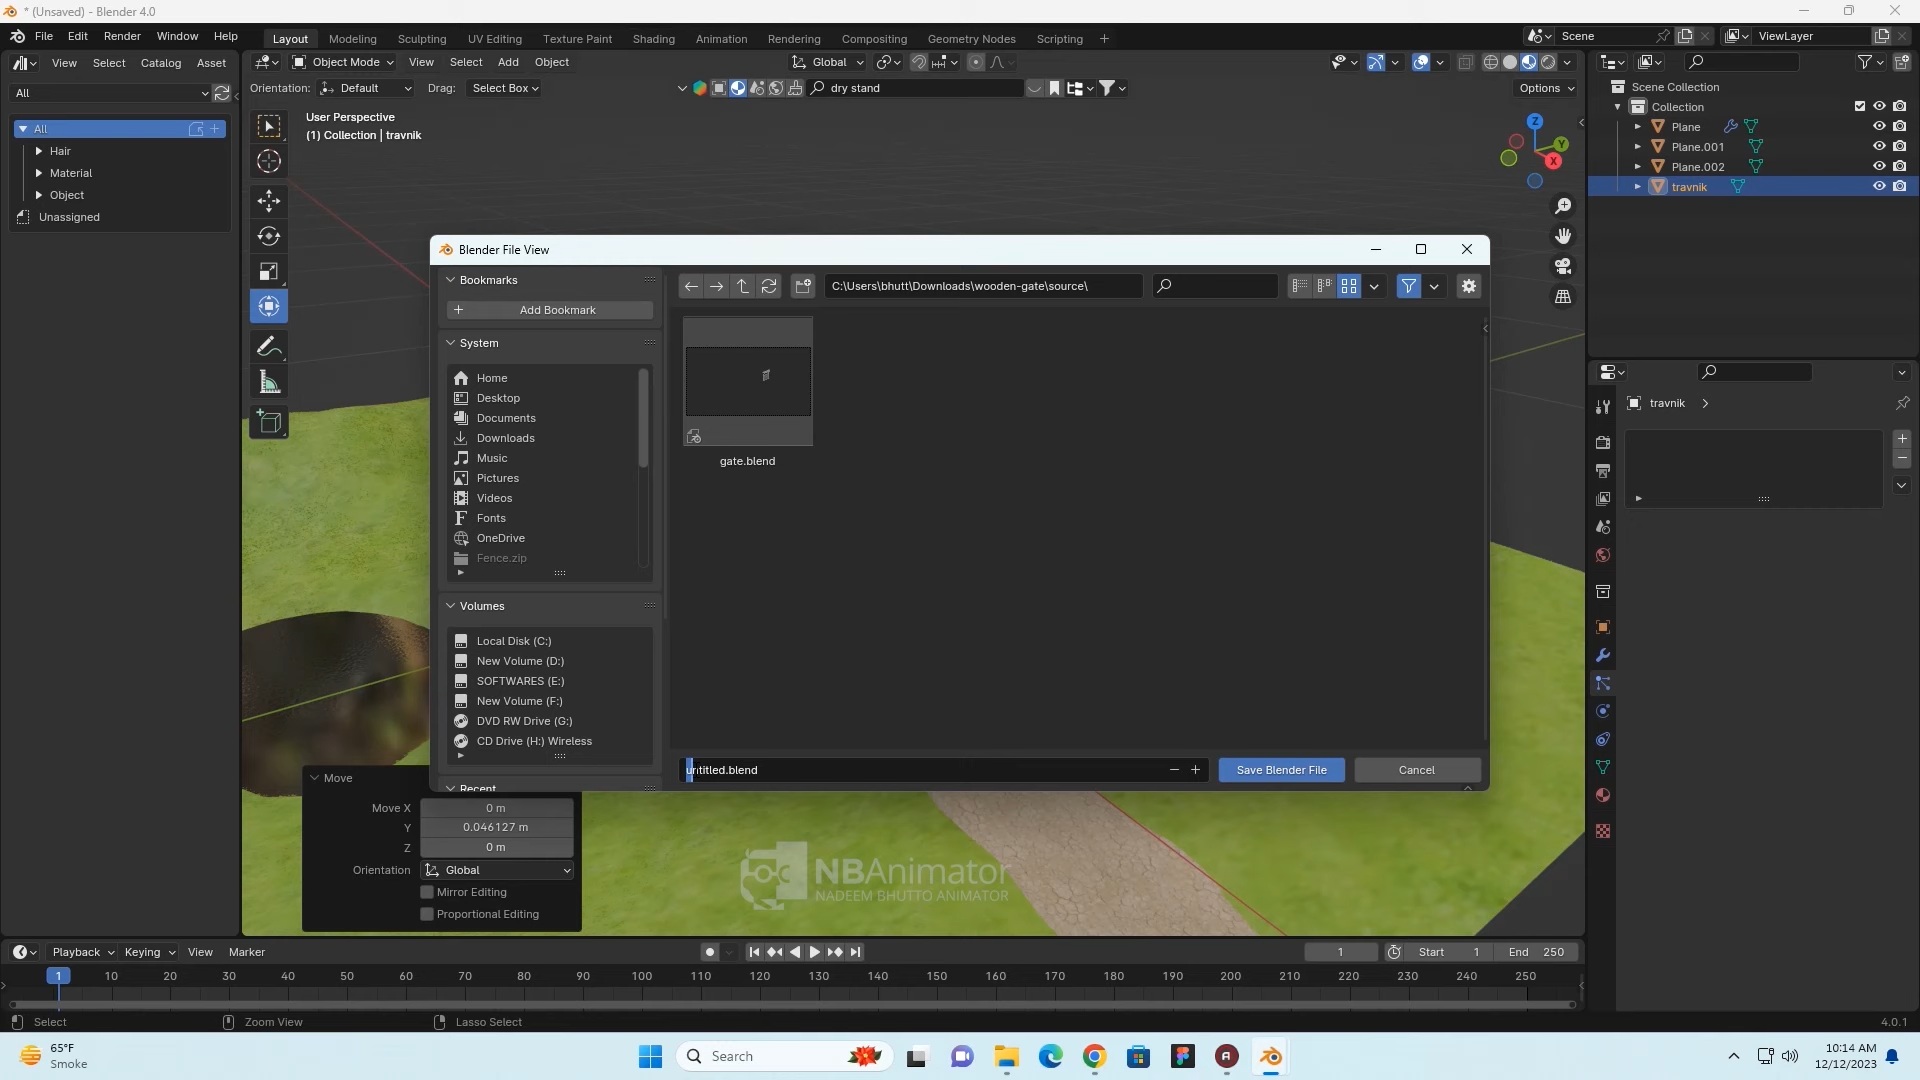 * (Unsaved) - Blender 4.0
File Edit Render Window Help
Layout Modeling Sculpting UV Editing Texture Paint Shading Animation Rendering Compositing Geometry Nodes Scripting +
Scene
ViewLayer
View Select Catalog Asset
Object Mode View Select Add Object
Global
Orientation: Default Drag: Select Box
dry stand
Options
All
All
Hair
Material
Object
Unassigned
User Perspective
(1) Collection | travnik
Z
Y
X
Scene Collection
Collection
Plane
Plane.001
Plane.002
travnik
travnik
Blender File View
Bookmarks
Add Bookmark
System
Home
Desktop
Documents
Downloads
Music
Pictures
Videos
Fonts
OneDrive
Fence.zip
Volumes
Local Disk (C:)
New Volume (D:)
SOFTWARES (E:)
New Volume (F:)
DVD RW Drive (G:)
CD Drive (H:) Wireless
Recent
C:\Users\bhutt\Downloads\wooden-gate\source\
gate.blend
untitled.blend
Save Blender File
Cancel
Move
Move X 0 m
Y 0.046127 m
Z 0 m
Orientation Global
Mirror Editing
Proportional Editing
NBAnimator
NADEEM BHUTTO ANIMATOR
Playback Keying View Marker
1
Start 1
End 250
1 10 20 30 40 50 60 70 80 90 100 110 120 130 140 150 160 170 180 190 200 210 220 230 240 250
Select
Zoom View
Lasso Select
4.0.1
65°F
Smoke
Search
10:14 AM
12/12/2023